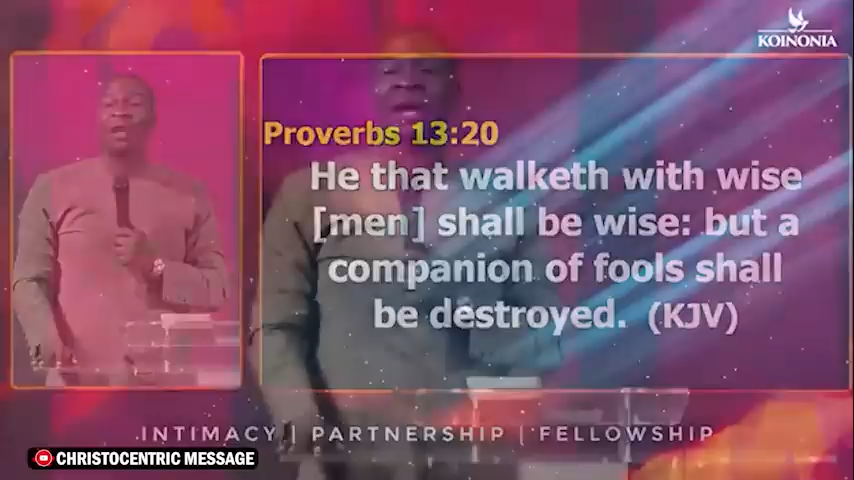 KOINONIA
Proverbs 13:20
He that walketh with wise
[men] shall be wise: but a
companion of fools shall
be destroyed. (KJV)
INTIMACY | PARTNERSHIP | FELLOWSHIP
CHRISTOCENTRIC MESSAGE